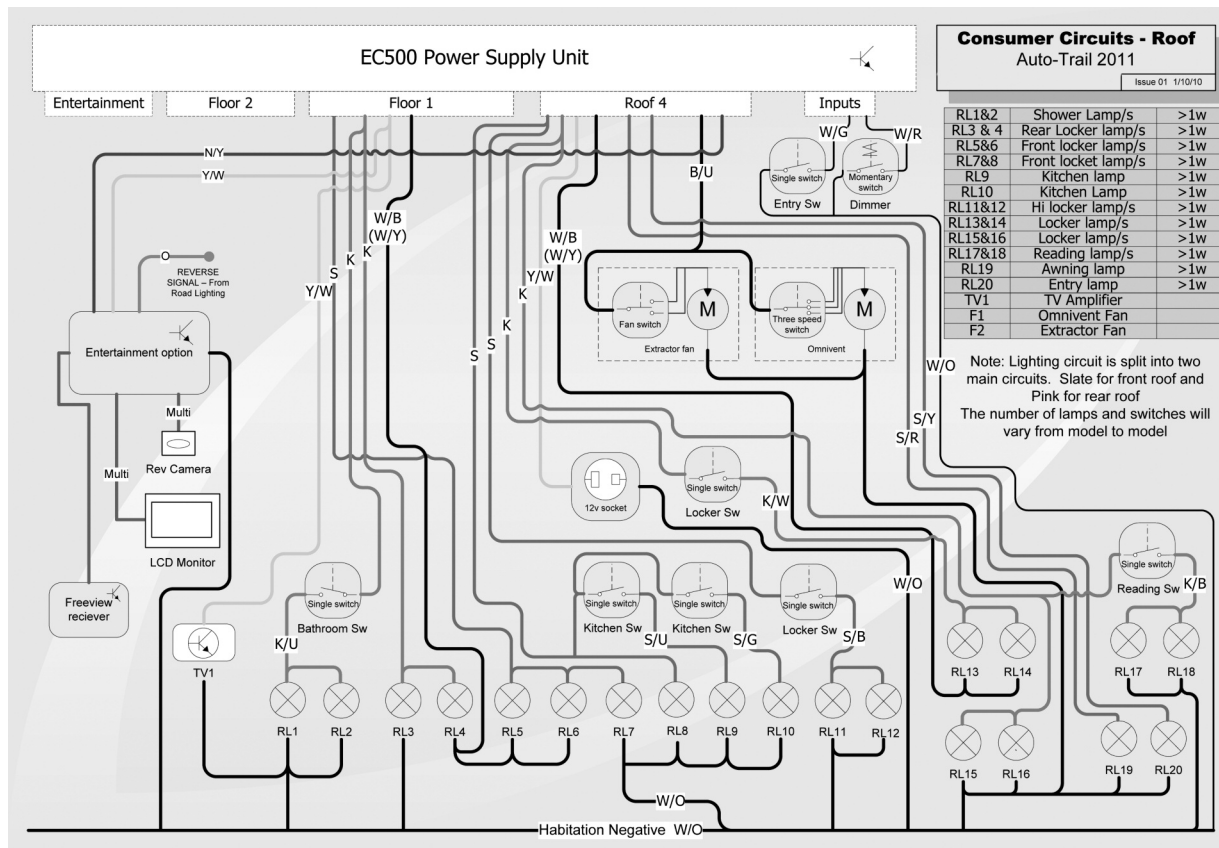 EC500 Power Supply Unit
Entertainment
Floor 2
Floor 1
Roof 4
Inputs
Consumer Circuits - Roof
Auto-Trail 2011
Issue 01 1/10/10
RL1&2 Shower Lamp/s >1w
RL3 & 4 Rear Locker lamp/s >1w
RL5&6 Front locker lamp/s >1w
RL7&8 Front locket lamp/s >1w
RL9 Kitchen Lamp >1w
RL10 Kitchen Lamp >1w
RL11&12 Hi locker lamp/s >1w
RL13&14 Locker lamp/s >1w
RL15&16 Locker lamp/s >1w
RL17&18 Reading lamp/s >1w
RL19 Awning lamp >1w
RL20 Entry lamp >1w
TV1 TV Amplifier
F1 Omnivent Fan
F2 Extractor Fan
Note: Lighting circuit is split into two
main circuits. Slate for front roof and
Pink for rear roof
The number of lamps and switches will
vary from model to model
W/G
W/R
N/Y
Y/W
B/U
Single switch
Entry Sw
Momentary
switch
Dimmer
O
REVERSE
SIGNAL – From
Road Lighting
W/B
(W/Y)
S
K
K
Y/W
W/B
(W/Y)
Y/W
K
K
S
S
Fan switch
M
Extractor fan
Three speed
switch
M
Omnivent
W/O
S/Y
S/R
Entertainment option
Multi
Rev Camera
Multi
LCD Monitor
Freeview
reciever
12v socket
Single switch
Locker Sw
K/W
W/O
Single switch
Bathroom Sw
K/U
Single switch
Kitchen Sw
S/U
Single switch
Kitchen Sw
S/G
Single switch
Locker Sw
S/B
Single switch
Reading Sw
K/B
TV1
RL1
RL2
RL3
RL4
RL5
RL6
RL7
RL8
RL9
RL10
RL11
RL12
RL13
RL14
RL17
RL18
RL15
RL16
RL19
RL20
W/O
Habitation Negative W/O